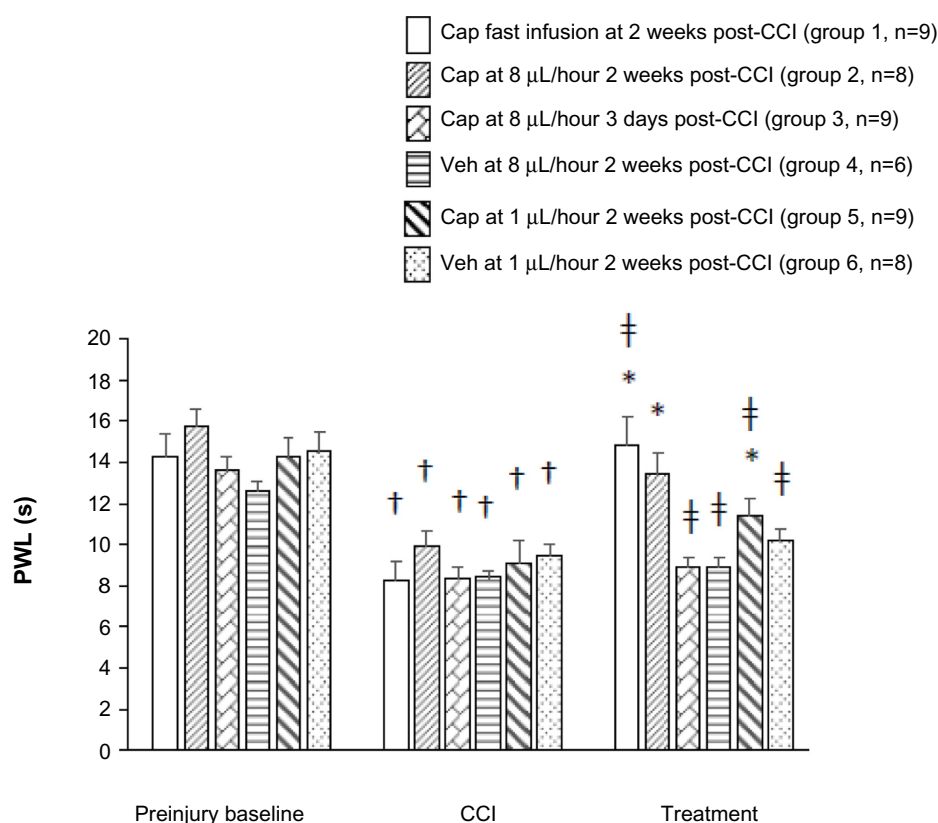 Cap fast infusion at 2 weeks post-CCI (group 1, n=9)
Cap at 8 μL/hour 2 weeks post-CCI (group 2, n=8)
Cap at 8 μL/hour 3 days post-CCI (group 3, n=9)
Veh at 8 μL/hour 2 weeks post-CCI (group 4, n=6)
Cap at 1 μL/hour 2 weeks post-CCI (group 5, n=9)
Veh at 1 μL/hour 2 weeks post-CCI (group 6, n=8)
PWL (s)
20
18
16
14
12
10
8
6
4
2
0
† † † † † †
‡
*
*
‡
‡
‡
*
‡
Preinjury baseline CCI Treatment